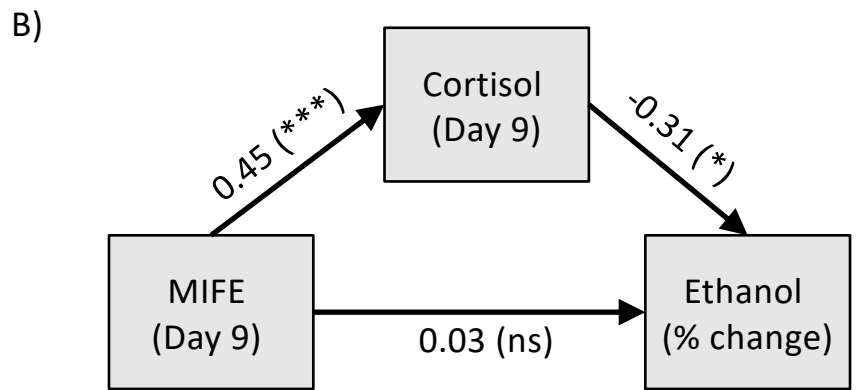 B)
Cortisol
(Day 9)
0.45 (***)
-0.31 (*)
MIFE
(Day 9)
0.03 (ns)
Ethanol
(% change)